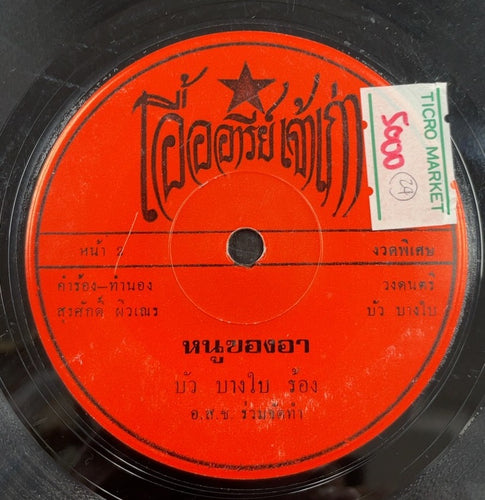 อื้ออารีย์เจ้าเก่า
TICRO MARKET
5000
24
หน้า 2
งวดพิเศษ
คำร้อง—ทำนอง
วงดนตรี
สุรศักดิ์ ผิวเณร
บัว บางใบ
หนูของอา
บัว บางใบ ร้อง
อ.ส.ช. ร่วมจัดทำ